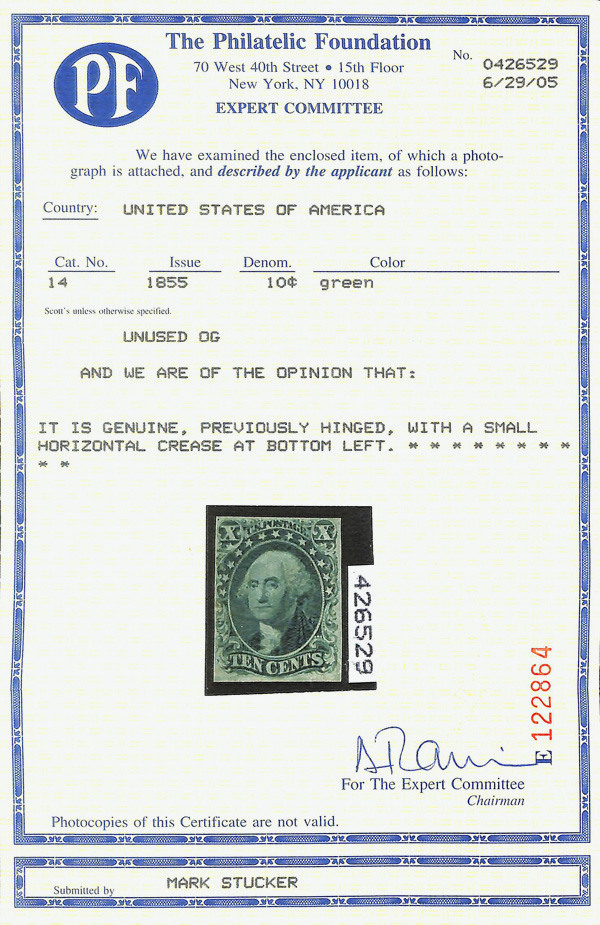 PF
The Philatelic Foundation
70 West 40th Street • 15th Floor
New York, NY 10018
EXPERT COMMITTEE
No. 0426529
6/29/05
We have examined the enclosed item, of which a photo-
graph is attached, and described by the applicant as follows:
Country: UNITED STATES OF AMERICA
Cat. No. Issue Denom. Color
14 1855 10¢ green
Scott's unless otherwise specified.
UNUSED OG
AND WE ARE OF THE OPINION THAT:
IT IS GENUINE, PREVIOUSLY HINGED, WITH A SMALL
HORIZONTAL CREASE AT BOTTOM LEFT. * * * * * * * *
* *
X U.S. POSTAGE X
TEN CENTS
426529
E 122864
For The Expert Committee
Chairman
Photocopies of this Certificate are not valid.
Submitted by MARK STUCKER